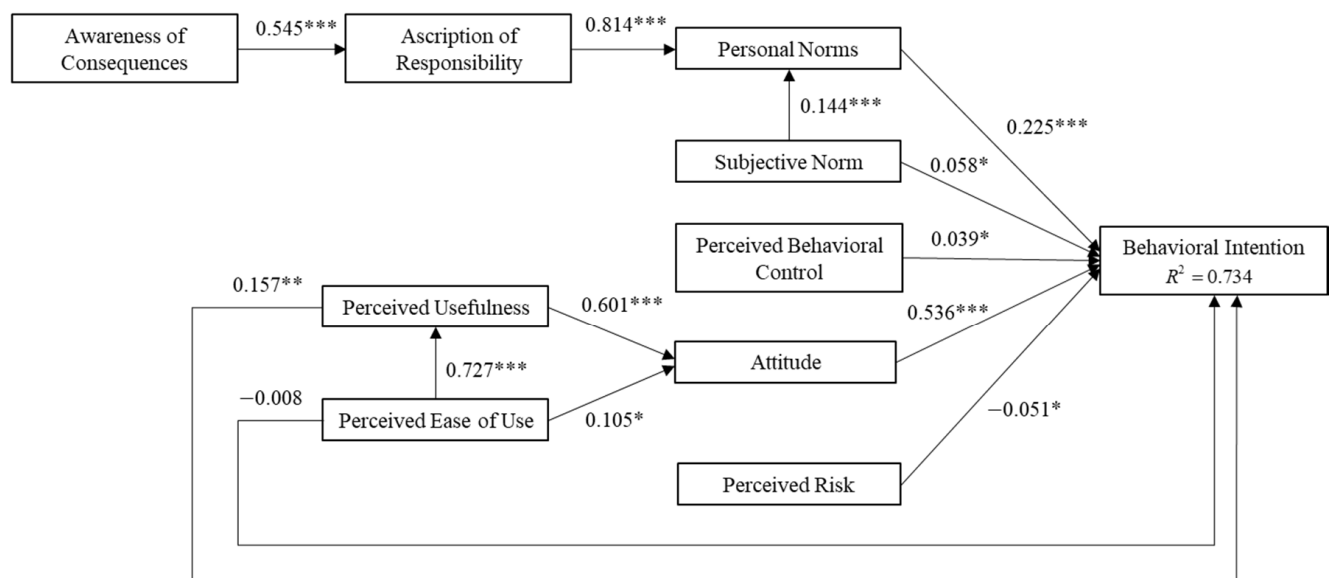 Awareness of
Consequences
0.545***
Ascription of
Responsibility
0.814***
Personal Norms
0.144***
0.225***
Subjective Norm
0.058*
Perceived Behavioral
Control
0.039*
Behavioral Intention
R² = 0.734
0.157**
Perceived Usefulness
0.601***
0.536***
Attitude
0.727***
−0.008
Perceived Ease of Use
0.105*
−0.051*
Perceived Risk